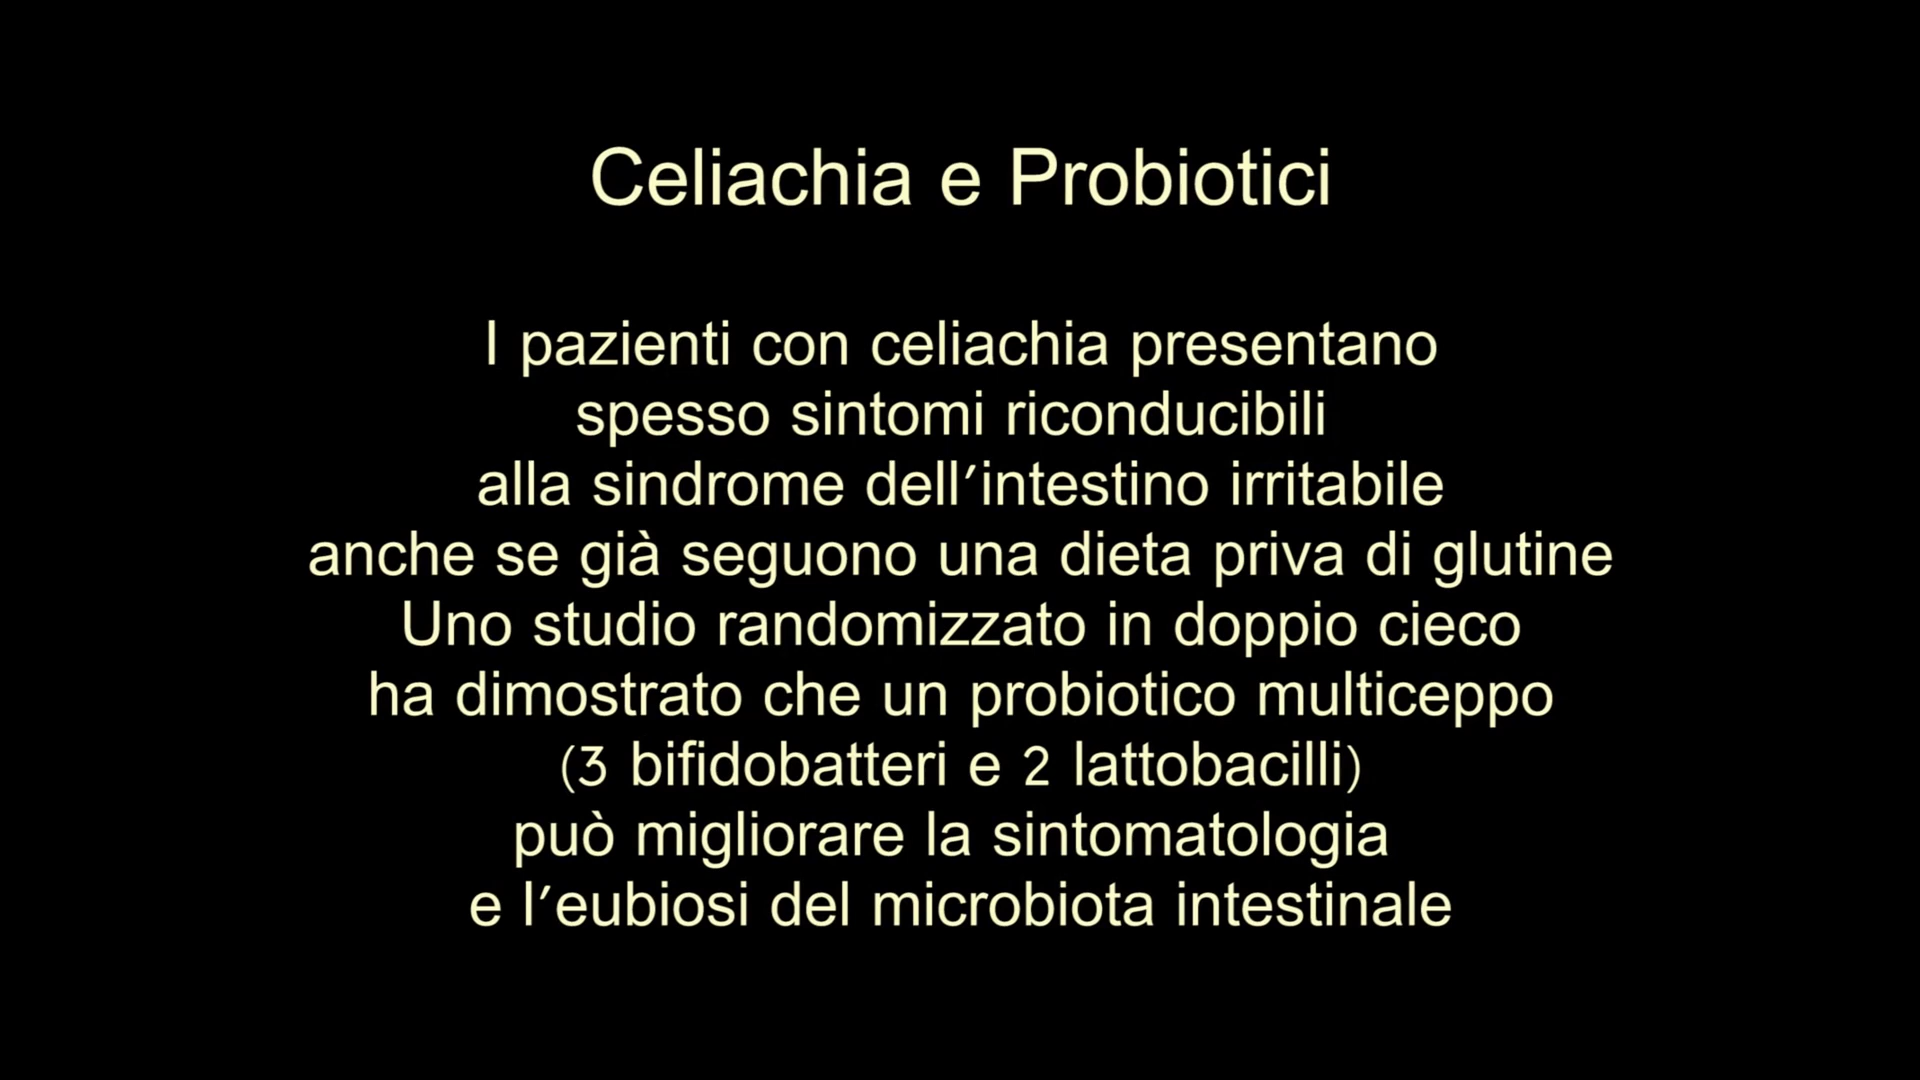 Celiachia e Probiotici
I pazienti con celiachia presentano
spesso sintomi riconducibili
alla sindrome dell’intestino irritabile
anche se già seguono una dieta priva di glutine
Uno studio randomizzato in doppio cieco
ha dimostrato che un probiotico multiceppo
(3 bifidobatteri e 2 lattobacilli)
può migliorare la sintomatologia
e l’eubiosi del microbiota intestinale